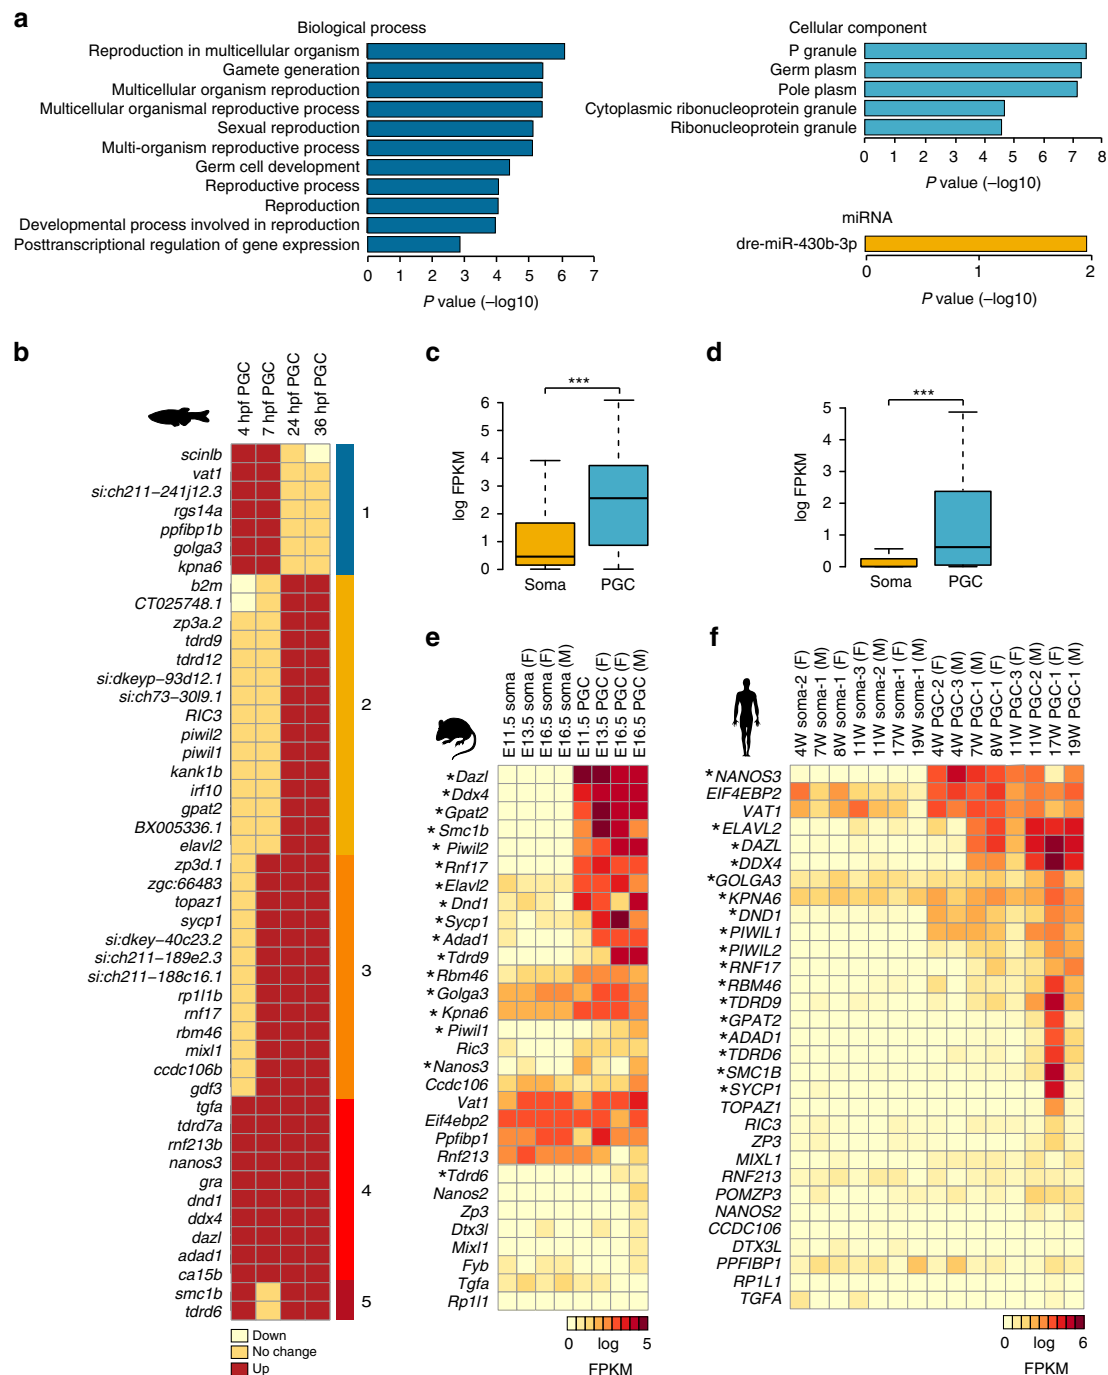 a
Biological process
Reproduction in multicellular organism
Gamete generation
Multicellular organism reproduction
Multicellular organismal reproductive process
Sexual reproduction
Multi-organism reproductive process
Germ cell development
Reproductive process
Reproduction
Developmental process involved in reproduction
Posttranscriptional regulation of gene expression
0 1 2 3 4 5 6 7
P value (–log10)
Cellular component
P granule
Germ plasm
Pole plasm
Cytoplasmic ribonucleoprotein granule
Ribonucleoprotein granule
0 1 2 3 4 5 6 7 8
P value (–log10)
miRNA
dre-miR-430b-3p
0 1 2
P value (–log10)
b
4 hpf PGC
7 hpf PGC
24 hpf PGC
36 hpf PGC
scinlb
vat1
si:ch211–241j12.3
rgs14a
ppfibp1b
golga3
kpna6
b2m
CT025748.1
zp3a.2
tdrd9
tdrd12
si:dkeyp–93d12.1
si:ch73–30l9.1
RIC3
piwil2
piwil1
kank1b
irf10
gpat2
BX005336.1
elavl2
zp3d.1
zgc:66483
topaz1
sycp1
si:dkey–40c23.2
si:ch211–189e2.3
si:ch211–188c16.1
rp1l1b
rnf17
rbm46
mixl1
ccdc106b
gdf3
tgfa
tdrd7a
rnf213b
nanos3
gra
dnd1
ddx4
dazl
adad1
ca15b
smc1b
tdrd6
1
2
3
4
5
Down
No change
Up
c
***
6
5
4
3
2
1
0
log FPKM
Soma PGC
d
***
5
4
3
2
1
0
log FPKM
Soma PGC
e
E11.5 soma
E13.5 soma (F)
E16.5 soma (F)
E16.5 soma (M)
E11.5 PGC
E13.5 PGC (F)
E16.5 PGC (F)
E16.5 PGC (M)
*Dazl
*Ddx4
*Gpat2
*Smc1b
*Piwil2
*Rnf17
*Elavl2
*Dnd1
*Sycp1
*Adad1
*Tdrd9
*Rbm46
*Golga3
*Kpna6
*Piwil1
Ric3
*Nanos3
Ccdc106
Vat1
Eif4ebp2
Ppfibp1
Rnf213
*Tdrd6
Nanos2
Zp3
Dtx3l
Mixl1
Fyb
Tgfa
Rp1l1
0 log 5
FPKM
f
4W soma-2 (F)
7W soma-1 (M)
8W soma-1 (F)
11W soma-3 (F)
11W soma-2 (M)
17W soma-1 (F)
19W soma-1 (M)
4W PGC-2 (F)
4W PGC-3 (M)
7W PGC-1 (M)
8W PGC-1 (F)
11W PGC-3 (F)
11W PGC-2 (M)
17W PGC-1 (F)
19W PGC-1 (M)
*NANOS3
EIF4EBP2
VAT1
*ELAVL2
*DAZL
*DDX4
*GOLGA3
*KPNA6
*DND1
*PIWIL1
*PIWIL2
*RNF17
*RBM46
*TDRD9
*GPAT2
*ADAD1
*TDRD6
*SMC1B
*SYCP1
TOPAZ1
RIC3
ZP3
MIXL1
RNF213
POMZP3
NANOS2
CCDC106
DTX3L
PPFIBP1
RP1L1
TGFA
0 log 6
FPKM